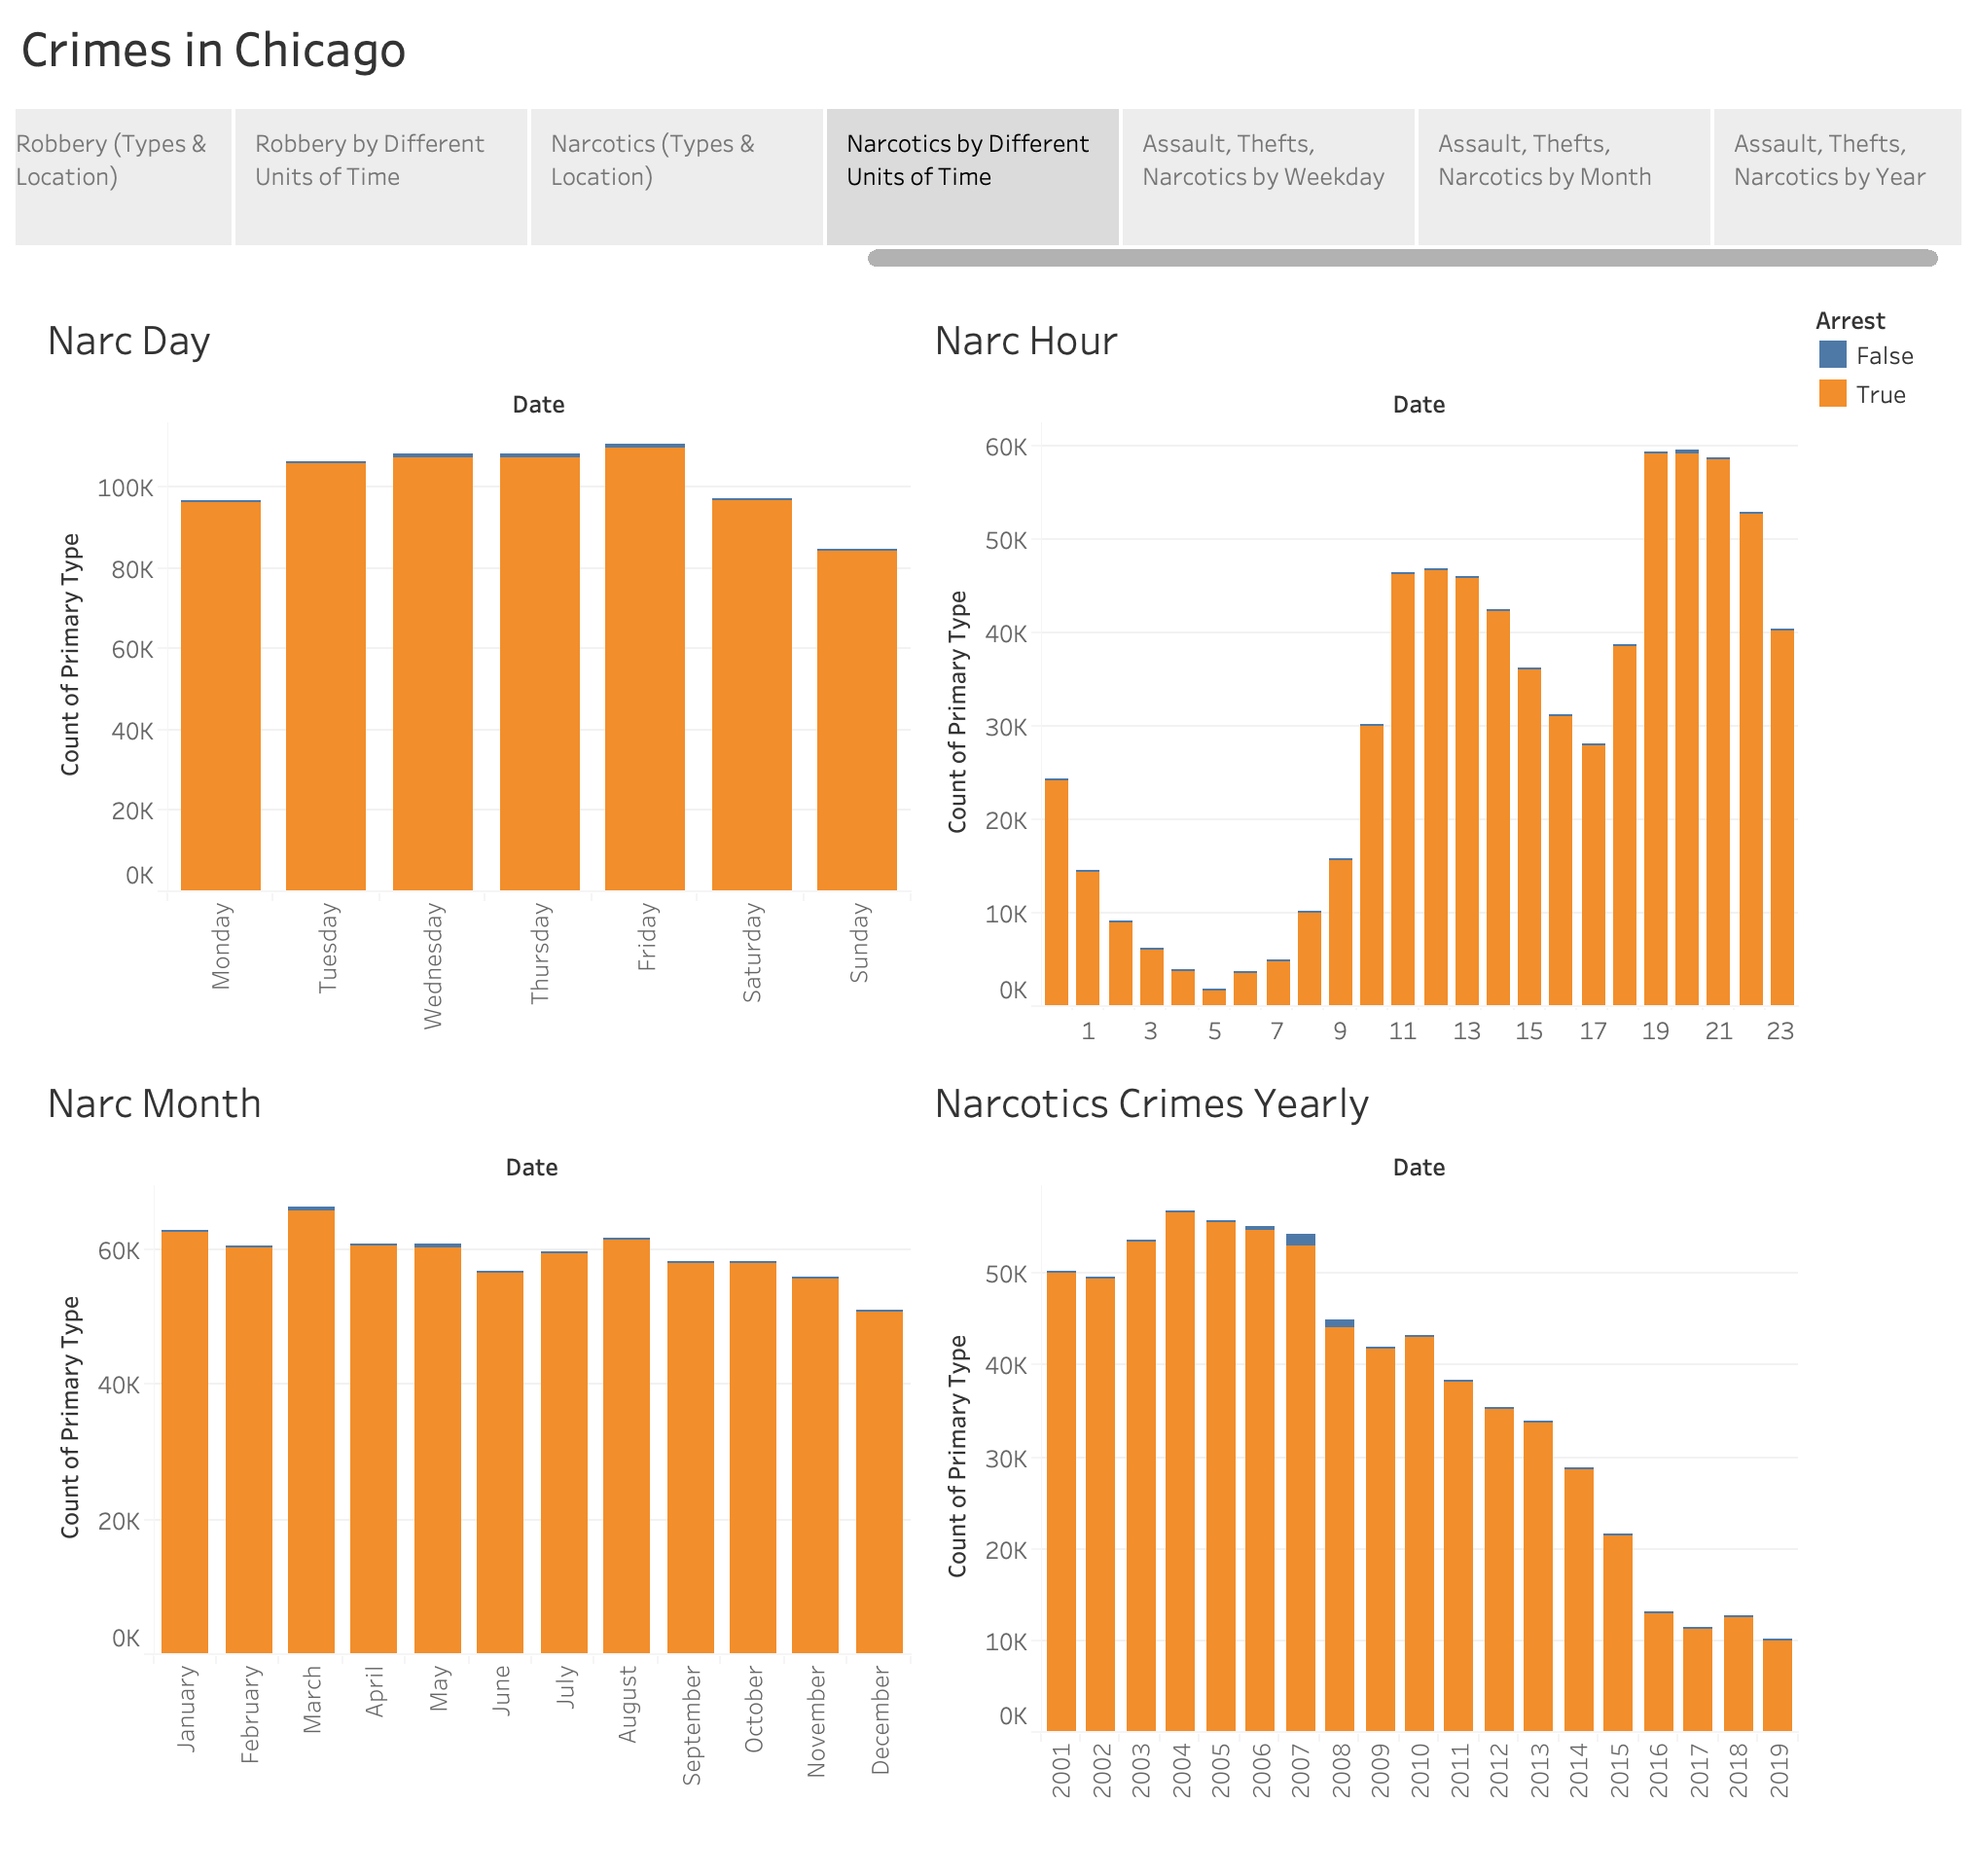 Crimes in Chicago
Robbery (Types &
Location)
Robbery by Different
Units of Time
Narcotics (Types &
Location)
Narcotics by Different
Units of Time
Assault, Thefts,
Narcotics by Weekday
Assault, Thefts,
Narcotics by Month
Assault, Thefts,
Narcotics by Year
Narc Day
Date
Count of Primary Type
100K
80K
60K
40K
20K
0K
Monday
Tuesday
Wednesday
Thursday
Friday
Saturday
Sunday
Narc Hour
Date
Count of Primary Type
60K
50K
40K
30K
20K
10K
0K
1 3 5 7 9 11 13 15 17 19 21 23
Arrest
False
True
Narc Month
Date
Count of Primary Type
60K
40K
20K
0K
January
February
March
April
May
June
July
August
September
October
November
December
Narcotics Crimes Yearly
Date
Count of Primary Type
50K
40K
30K
20K
10K
0K
2001
2002
2003
2004
2005
2006
2007
2008
2009
2010
2011
2012
2013
2014
2015
2016
2017
2018
2019